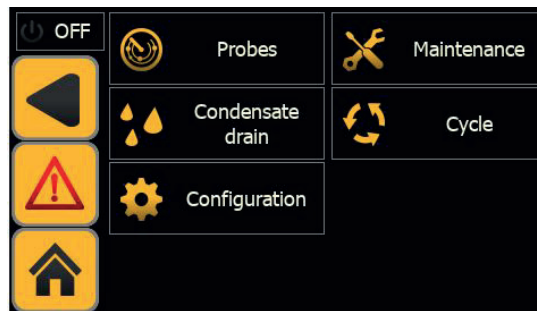 OFF
Probes
Maintenance
Condensate
drain
Cycle
Configuration